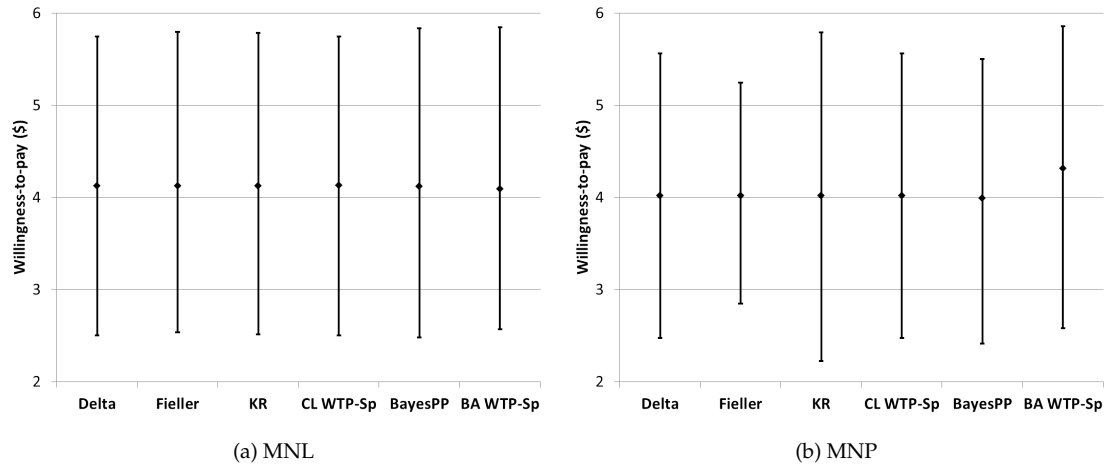 6
5
4
3
2
Willingness-to-pay ($)
Delta Fieller KR CL WTP-Sp BayesPP BA WTP-Sp
(a) MNL
6
5
4
3
2
Willingness-to-pay ($)
Delta Fieller KR CL WTP-Sp BayesPP BA WTP-Sp
(b) MNP